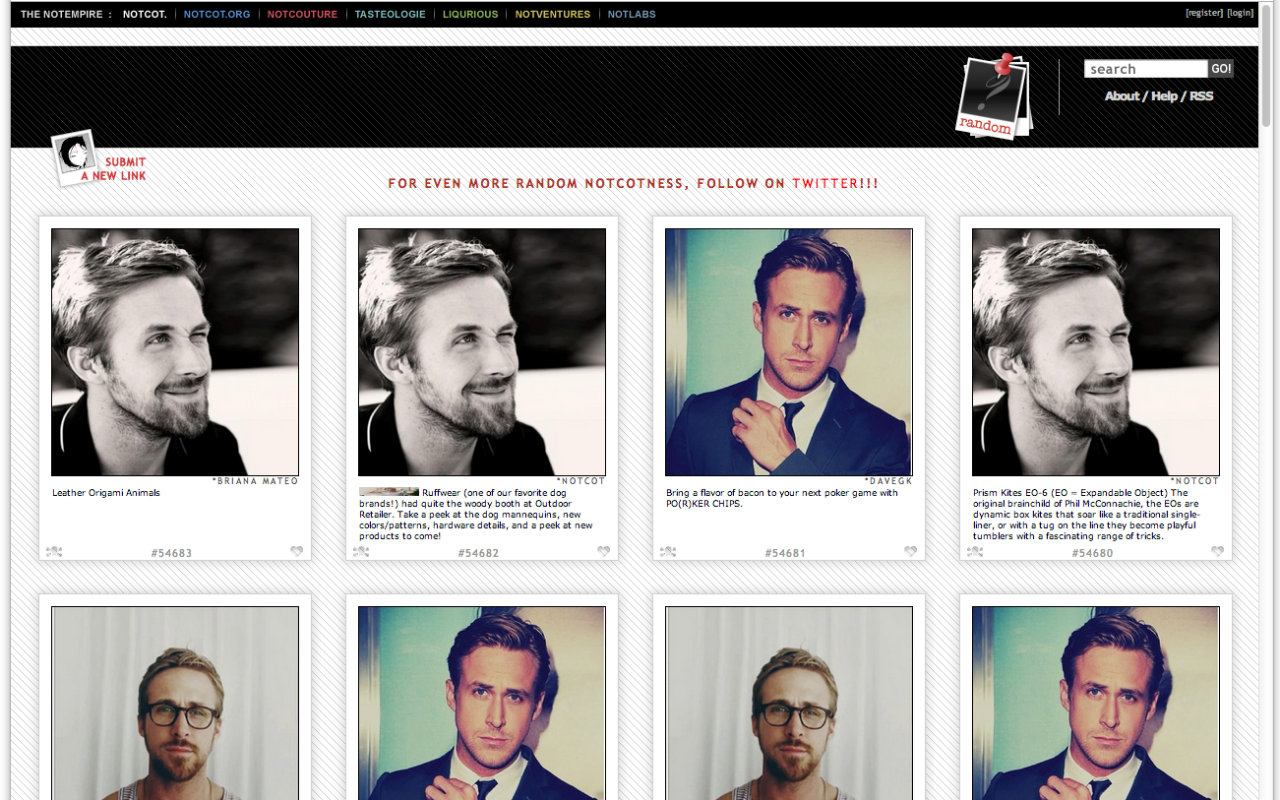 THE NOTEMPIRE : NOTCOT. NOTCOT.ORG NOTCOUTURE TASTEOLOGIE LIQURIOUS NOTVENTURES NOTLABS [register] [login]
random
search GO!
About / Help / RSS
SUBMIT
A NEW LINK
FOR EVEN MORE RANDOM NOTCOTNESS, FOLLOW ON TWITTER!!!
*BRIANA MATEO
Leather Origami Animals
#54683
*NOTCOT
Ruffwear (one of our favorite dog
brands!) had quite the woody booth at Outdoor
Retailer. Take a peek at the dog mannequins, new
colors/patterns, hardware details, and a peek at new
products to come!
#54682
*DAVEGK
Bring a flavor of bacon to your next poker game with
PO(R)KER CHIPS.
#54681
*NOTCOT
Prism Kites EO-6 (EO = Expandable Object) The
original brainchild of Phil McConnachie, the EOs are
dynamic box kites that soar like a traditional single-
liner, or with a tug on the line they become playful
tumblers with a fascinating range of tricks.
#54680